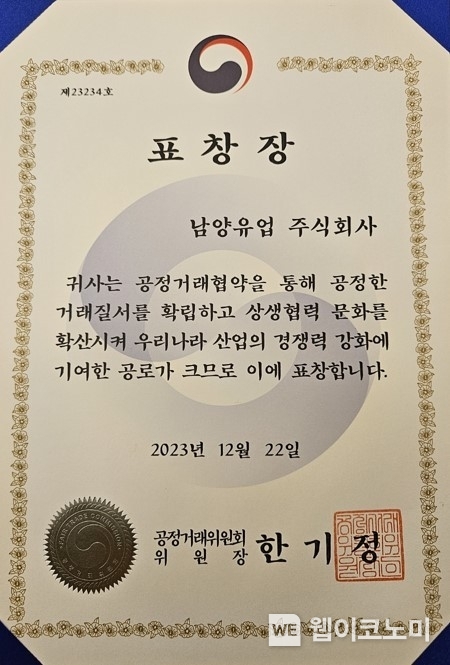 제23234호
표창장
남양유업 주식회사
귀사는 공정거래협약을 통해 공정한
거래질서를 확립하고 상생협력 문화를
확산시켜 우리나라 산업의 경쟁력 강화에
기여한 공로가 크므로 이에 표창합니다.
2023년 12월 22일
공정거래위원회
위원장 한기정
WE 웹이코노미